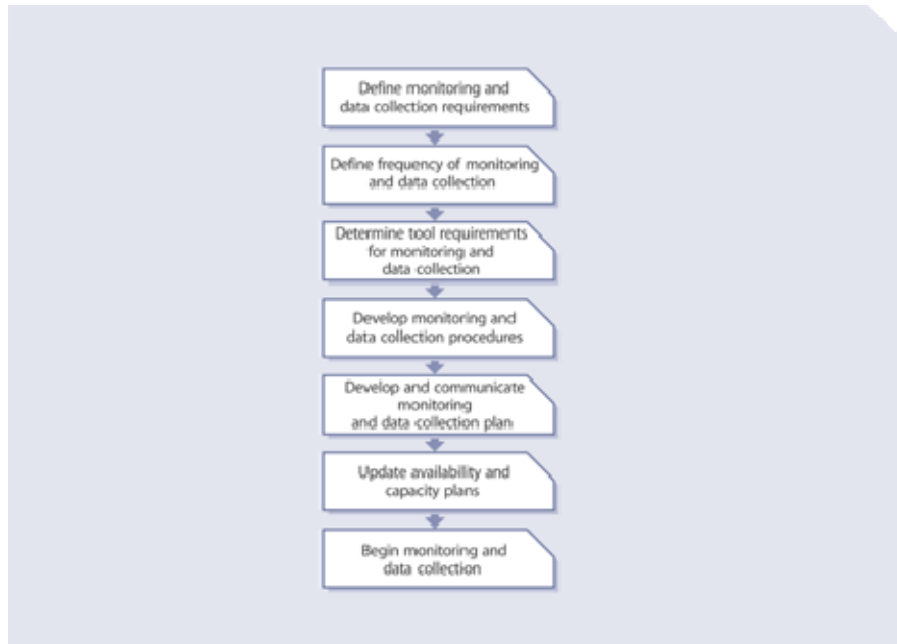 Define monitoring and
data collection requirements
Define frequency of monitoring
and data collection
Determine tool requirements
for monitoring and
data collection
Develop monitoring and
data collection procedures
Develop and communicate
monitoring
and data collection plan
Update availability and
capacity plans
Begin monitoring and
data collection